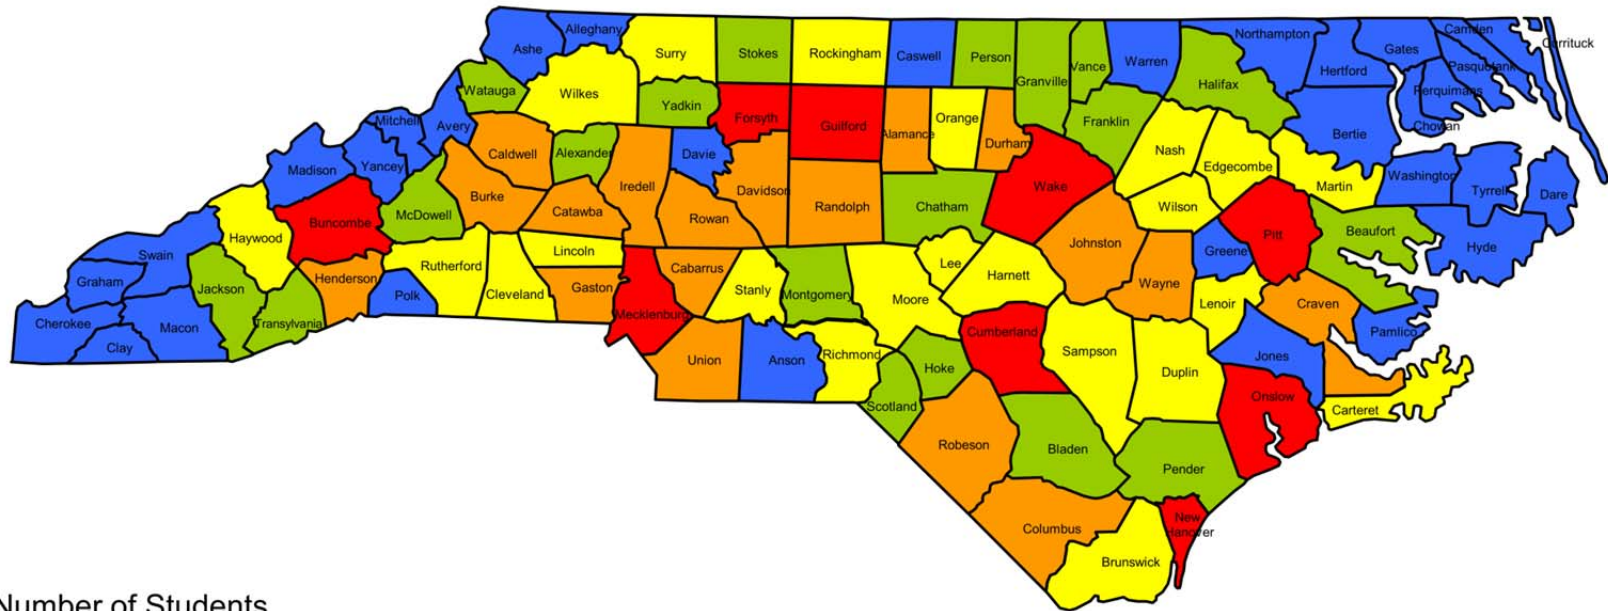 Ashe
Alleghany
Surry
Stokes
Rockingham
Caswell
Person
Granville
Vance
Warren
Northampton
Gates
Camden
Currituck
Halifax
Hertford
Pasquotank
Perquimans
Chowan
Watauga
Wilkes
Yadkin
Forsyth
Guilford
Alamance
Orange
Durham
Franklin
Bertie
Mitchell
Avery
Caldwell
Alexander
Davie
Nash
Edgecombe
Martin
Washington
Tyrrell
Dare
Madison
Yancey
Burke
Iredell
Davidson
Wake
McDowell
Catawba
Rowan
Randolph
Chatham
Wilson
Buncombe
Haywood
Pitt
Beaufort
Hyde
Swain
Rutherford
Lincoln
Cabarrus
Lee
Johnston
Greene
Graham
Jackson
Henderson
Polk
Cleveland
Gaston
Stanly
Montgomery
Moore
Harnett
Wayne
Lenoir
Craven
Cherokee
Macon
Transylvania
Mecklenburg
Cumberland
Pamlico
Clay
Union
Anson
Richmond
Hoke
Sampson
Duplin
Jones
Scotland
Onslow
Carteret
Robeson
Bladen
Pender
Columbus
New
Hanover
Brunswick
Number of Students